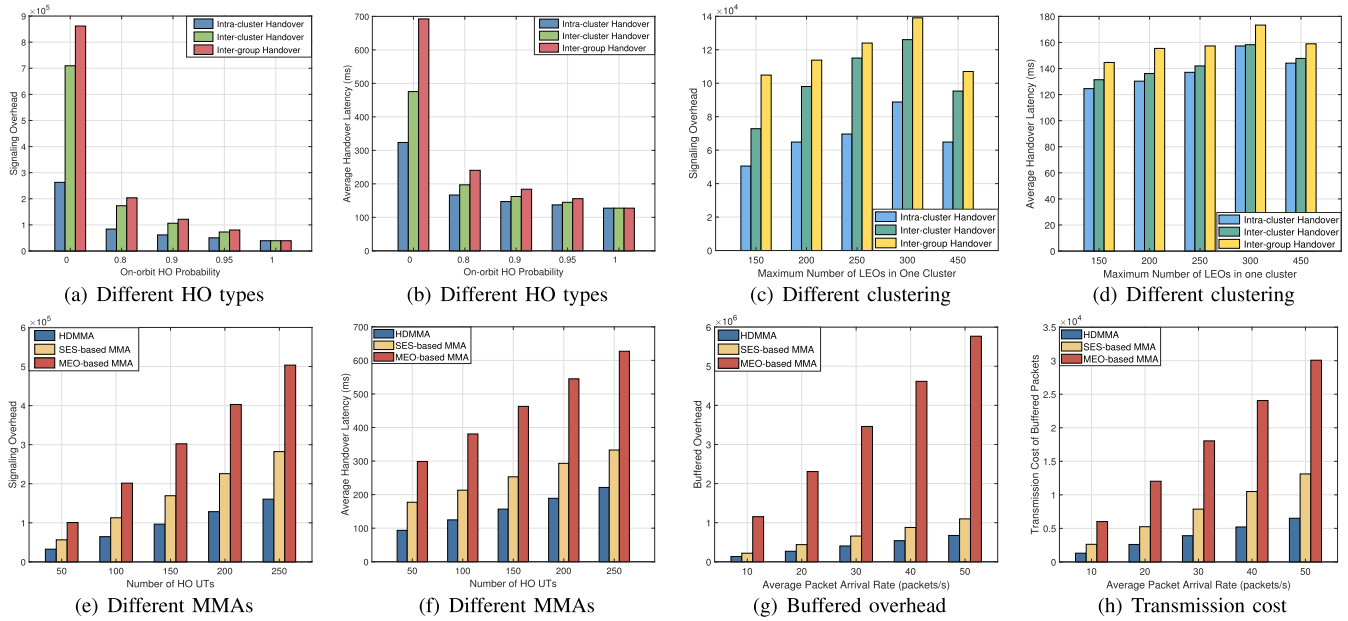 ×10⁵
9
8
7
6
5
4
3
2
1
0
Signaling Overhead
Intra-cluster Handover
Inter-cluster Handover
Inter-group Handover
0 0.8 0.9 0.95 1
On-orbit HO Probability
(a) Different HO types
700
600
500
400
300
200
100
0
Average Handover Latency (ms)
Intra-cluster Handover
Inter-cluster Handover
Inter-group Handover
0 0.8 0.9 0.95 1
On-orbit HO Probability
(b) Different HO types
×10⁴
14
12
10
8
6
4
2
0
Signaling Overhead
Intra-cluster Handover
Inter-cluster Handover
Inter-group Handover
150 200 250 300 450
Maximum Number of LEOs in One Cluster
(c) Different clustering
180
160
140
120
100
80
60
40
20
0
Average Handover Latency (ms)
Intra-cluster Handover
Inter-cluster Handover
Inter-group Handover
150 200 250 300 450
Maximum Number of LEOs in one cluster
(d) Different clustering
×10⁵
6
5
4
3
2
1
0
Signaling Overhead
HDMMA
SES-based MMA
MEO-based MMA
50 100 150 200 250
Number of HO UTs
(e) Different MMAs
700
600
500
400
300
200
100
0
Average Handover Latency (ms)
HDMMA
SES-based MMA
MEO-based MMA
50 100 150 200 250
Number of HO UTs
(f) Different MMAs
×10⁶
6
5
4
3
2
1
0
Buffered Overhead
HDMMA
SES-based MMA
MEO-based MMA
10 20 30 40 50
Average Packet Arrival Rate (packets/s)
(g) Buffered overhead
×10⁴
3.5
3
2.5
2
1.5
1
0.5
0
Transmission Cost of Buffered Packets
HDMMA
SES-based MMA
MEO-based MMA
10 20 30 40 50
Average Packet Arrival Rate (packets/s)
(h) Transmission cost